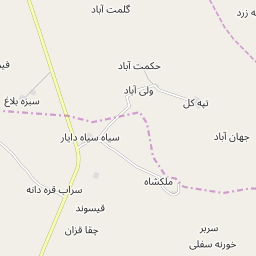 گلمت آباد
ته زرد
حکمت آباد
ولی آباد
سبزه بلاغ
تپه کل
سیاه سیاه دایار
جهان آباد
ملکشاه
سراب قره دانه
قیسوند
چقا قزان
سربر
خورنه سفلی